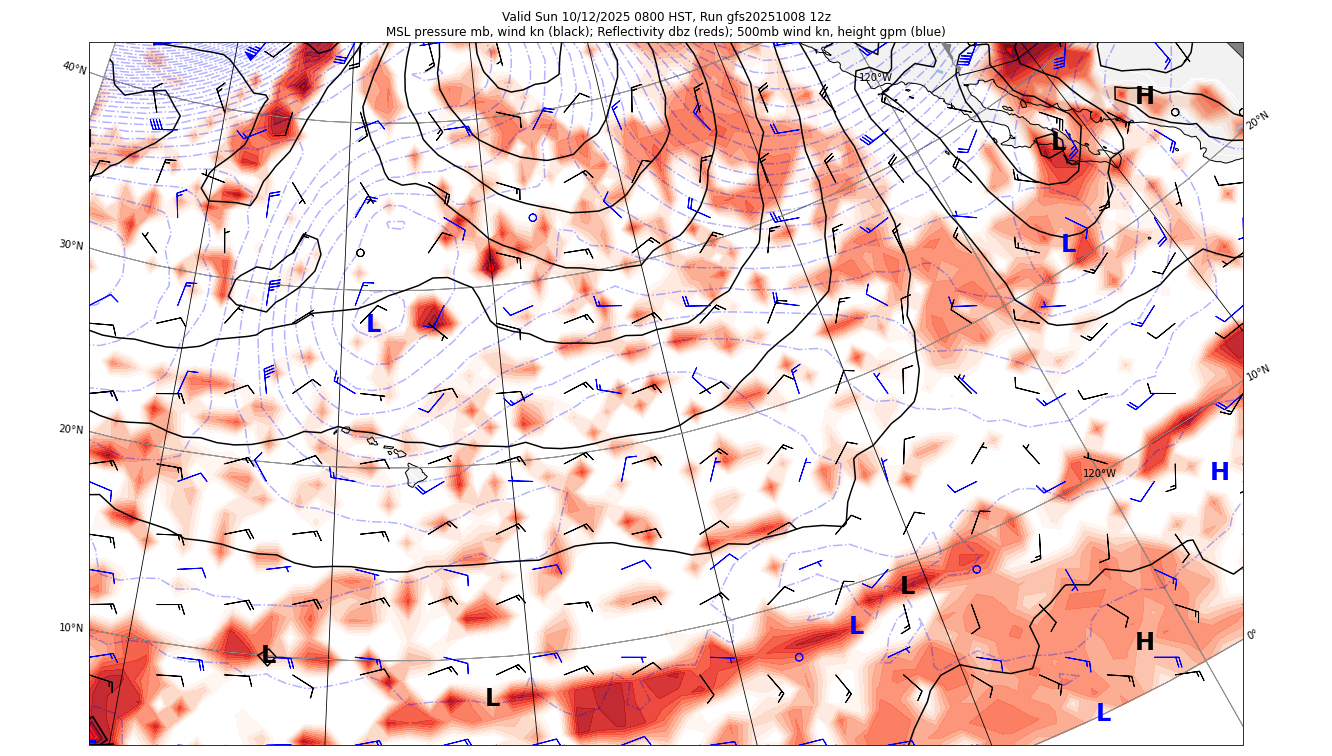 Valid Sun 10/12/2025 0800 HST, Run gfs20251008 12z
MSL pressure mb, wind kn (black); Reflectivity dbz (reds); 500mb wind kn, height gpm (blue)
40°N
120°W
H
20°N
L
30°N
L
L
10°N
20°N
H
120°W
L
10°N
L
0°
H
L
L
L